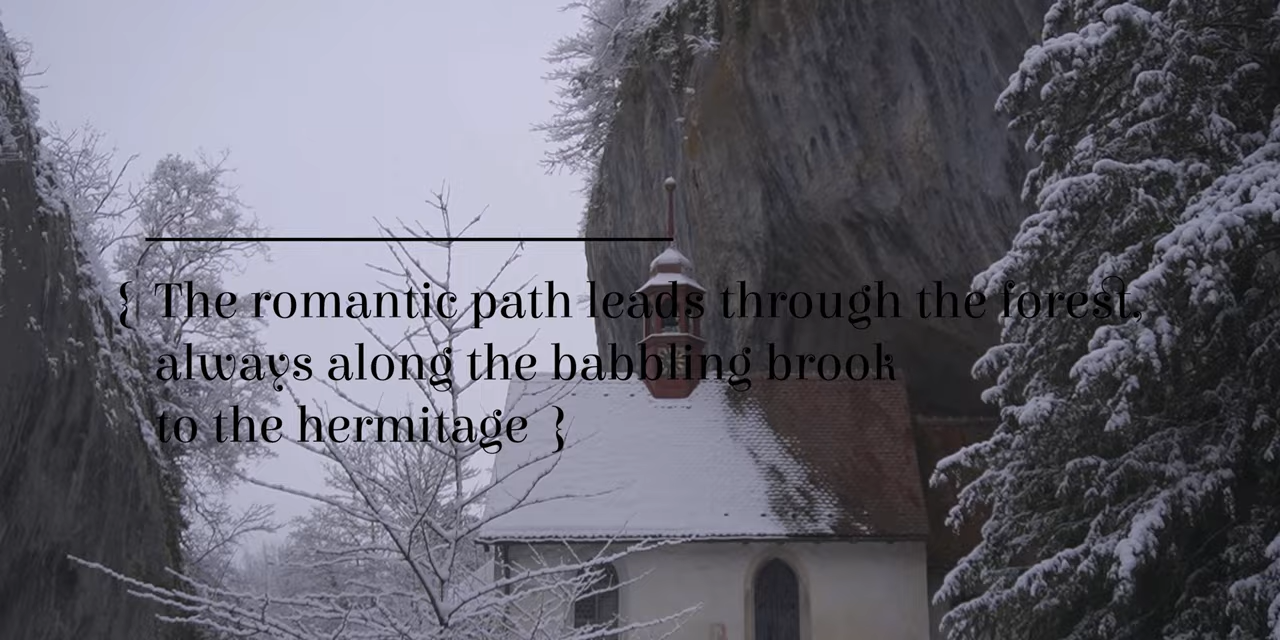 { The romantic path leads through the forest,
always along the babbling brook
to the hermitage }